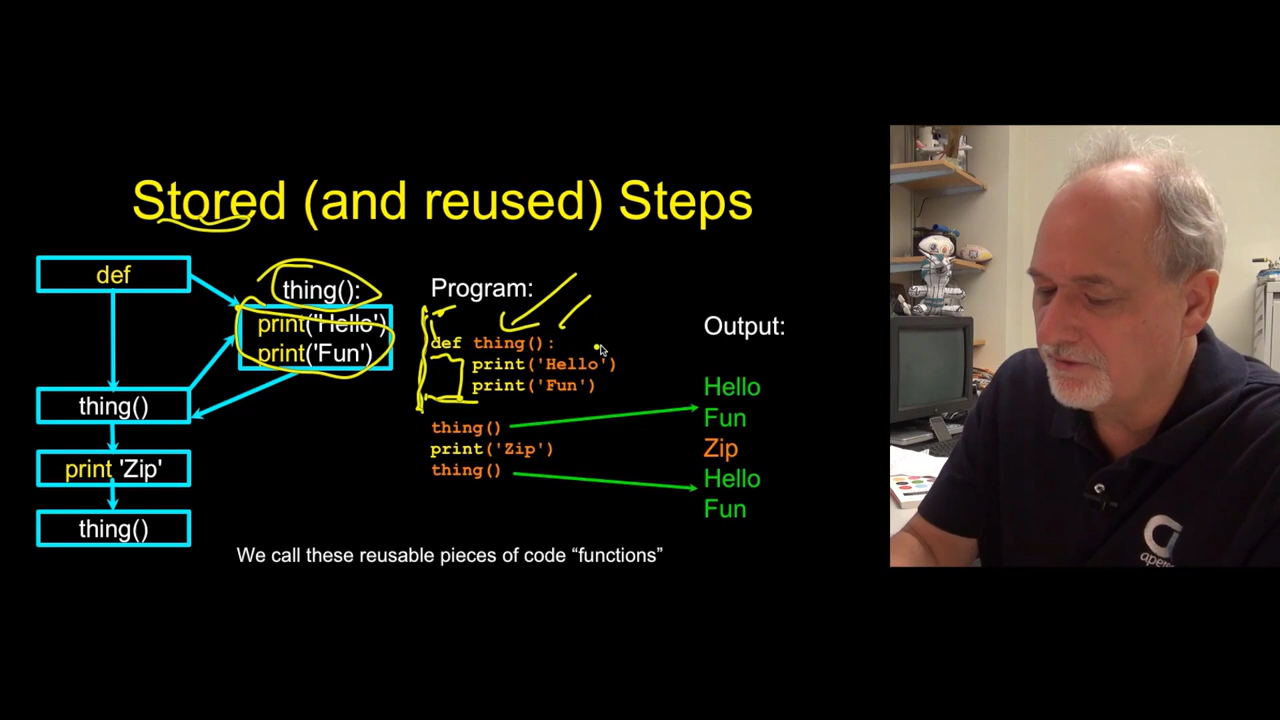 Stored (and reused) Steps
def
thing():
print('Hello')
print('Fun')
thing()
print 'Zip'
thing()
Program:
def thing():
print('Hello')
print('Fun')
thing()
print('Zip')
thing()
Output:
Hello
Fun
Zip
Hello
Fun
We call these reusable pieces of code “functions”